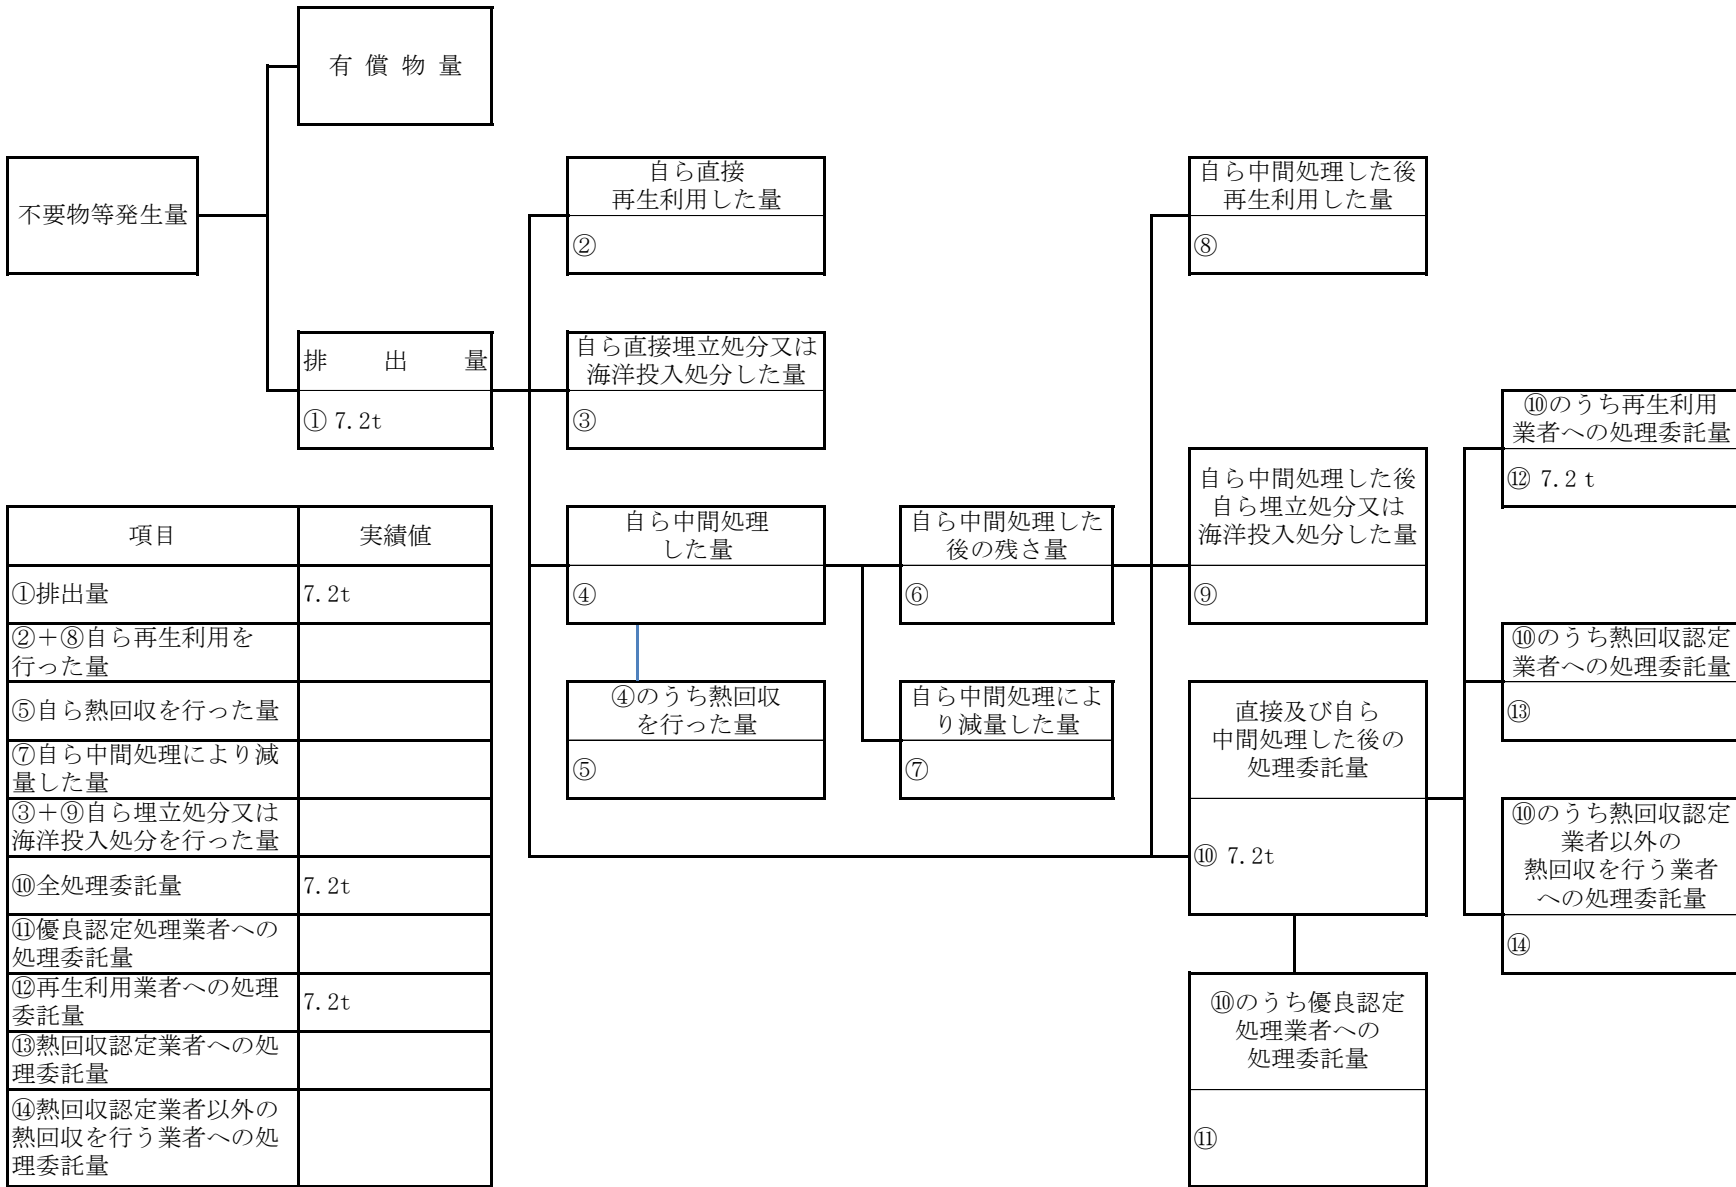 有 償 物 量
不要物等発生量
自ら直接
再生利用した量
②
自ら中間処理した後
再生利用した量
⑧
排 出 量
① 7.2t
自ら直接埋立処分又は
海洋投入処分した量
③
⑩のうち再生利用
業者への処理委託量
⑫ 7.2 t
自ら中間処理した後
自ら埋立処分又は
海洋投入処分した量
⑨
自ら中間処理
した量
④
自ら中間処理した
後の残さ量
⑥
⑩のうち熱回収認定
業者への処理委託量
⑬
④のうち熱回収
を行った量
⑤
自ら中間処理によ
り減量した量
⑦
直接及び自ら
中間処理した後の
処理委託量
⑩ 7.2t
⑩のうち熱回収認定
業者以外の
熱回収を行う業者
への処理委託量
⑭
⑩のうち優良認定
処理業者への
処理委託量
⑪
項目 実績値
①排出量 7.2t
②+⑧自ら再生利用を
行った量
⑤自ら熱回収を行った量
⑦自ら中間処理により減
量した量
③+⑨自ら埋立処分又は
海洋投入処分を行った量
⑩全処理委託量 7.2t
⑪優良認定処理業者への
処理委託量
⑫再生利用業者への処理
委託量 7.2t
⑬熱回収認定業者への処
理委託量
⑭熱回収認定業者以外の
熱回収を行う業者への処
理委託量